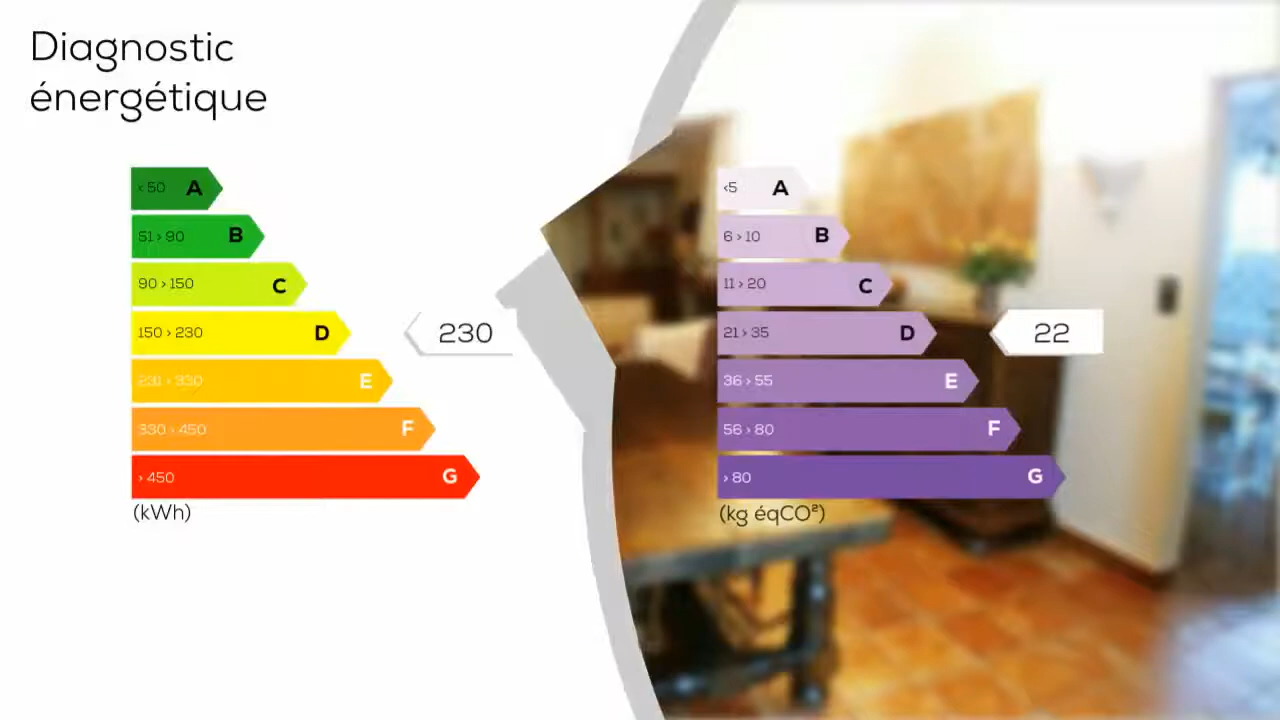 Diagnostic
énergétique
< 50 A
51 > 90 B
90 > 150 C
150 > 230 D
230
231 > 330 E
330 > 450 F
> 450 G
(kWh)
<5 A
6 > 10 B
11 > 20 C
21 > 35 D
22
36 > 55 E
56 > 80 F
> 80 G
(kg éqCO²)